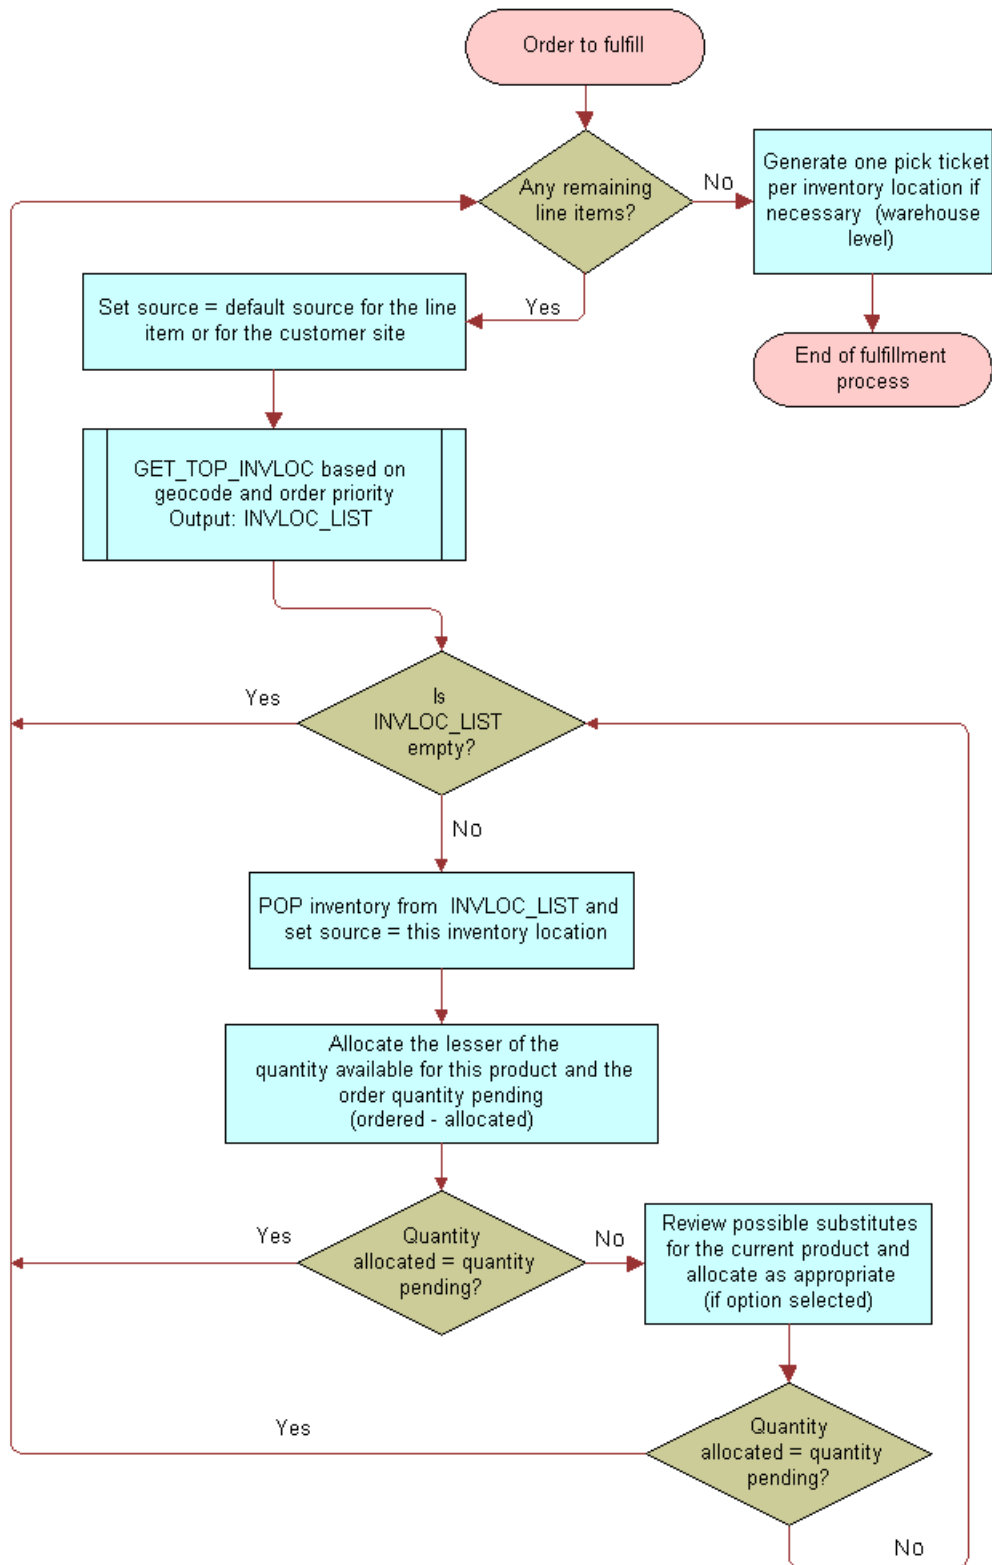 Order to fulfill
Any remaining
line items?
No
Generate one pick ticket
per inventory location if
necessary (warehouse
level)
Yes
Set source = default source for the line
item or for the customer site
End of fulfillment
process
GET_TOP_INVLOC based on
geocode and order priority
Output: INVLOC_LIST
Yes
Is
INVLOC_LIST
empty?
No
POP inventory from INVLOC_LIST and
set source = this inventory location
Allocate the lesser of the
quantity available for this product and the
order quantity pending
(ordered - allocated)
Yes
Quantity
allocated = quantity
pending?
No
Review possible substitutes
for the current product and
allocate as appropriate
(if option selected)
Yes
Quantity
allocated = quantity
pending?
No